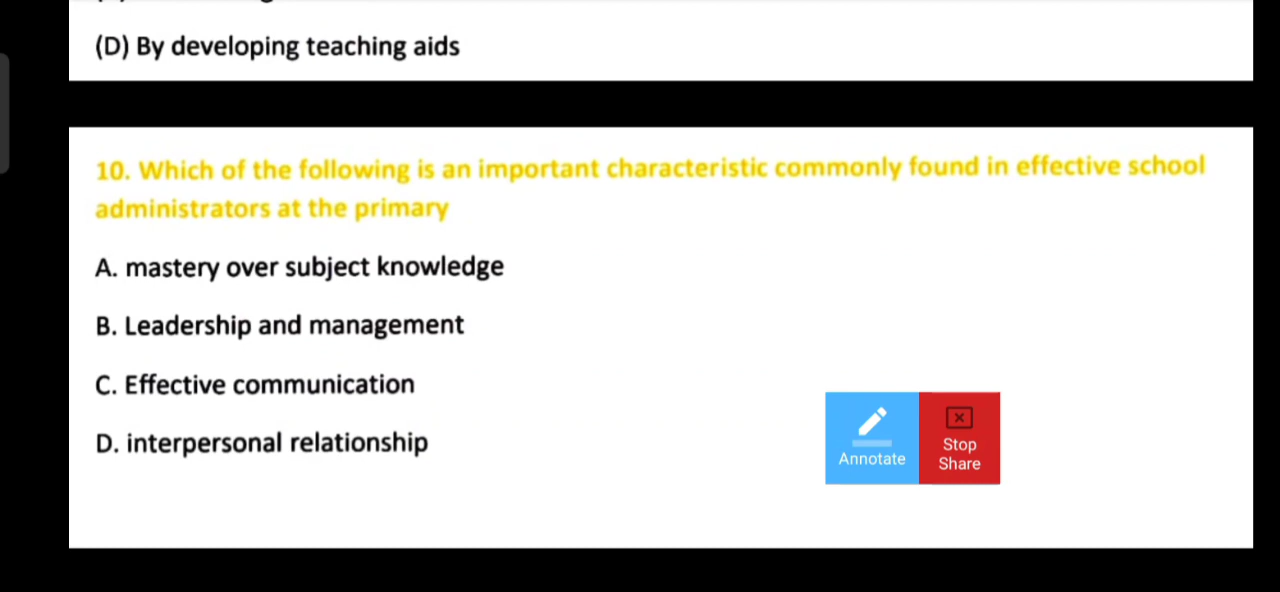 (D) By developing teaching aids
10. Which of the following is an important characteristic commonly found in effective school
administrators at the primary
A. mastery over subject knowledge
B. Leadership and management
C. Effective communication
D. interpersonal relationship
Annotate
Stop
Share